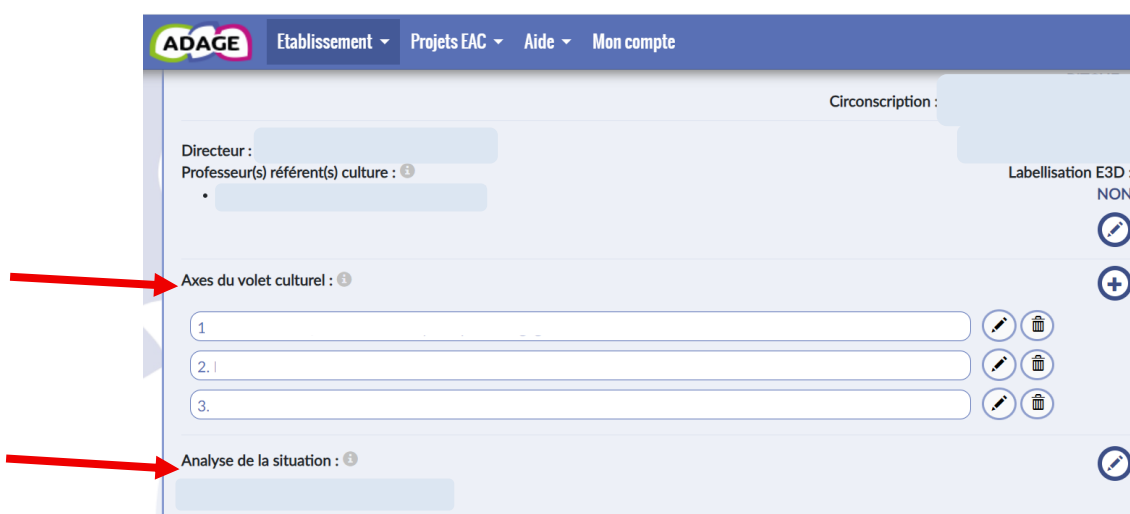 ADAGE Etablissement Projets EAC Aide Mon compte
Circonscription :
Directeur :
Professeur(s) référent(s) culture :
Labellisation E3D :
NON
Axes du volet culturel :
1
2.
3.
Analyse de la situation :